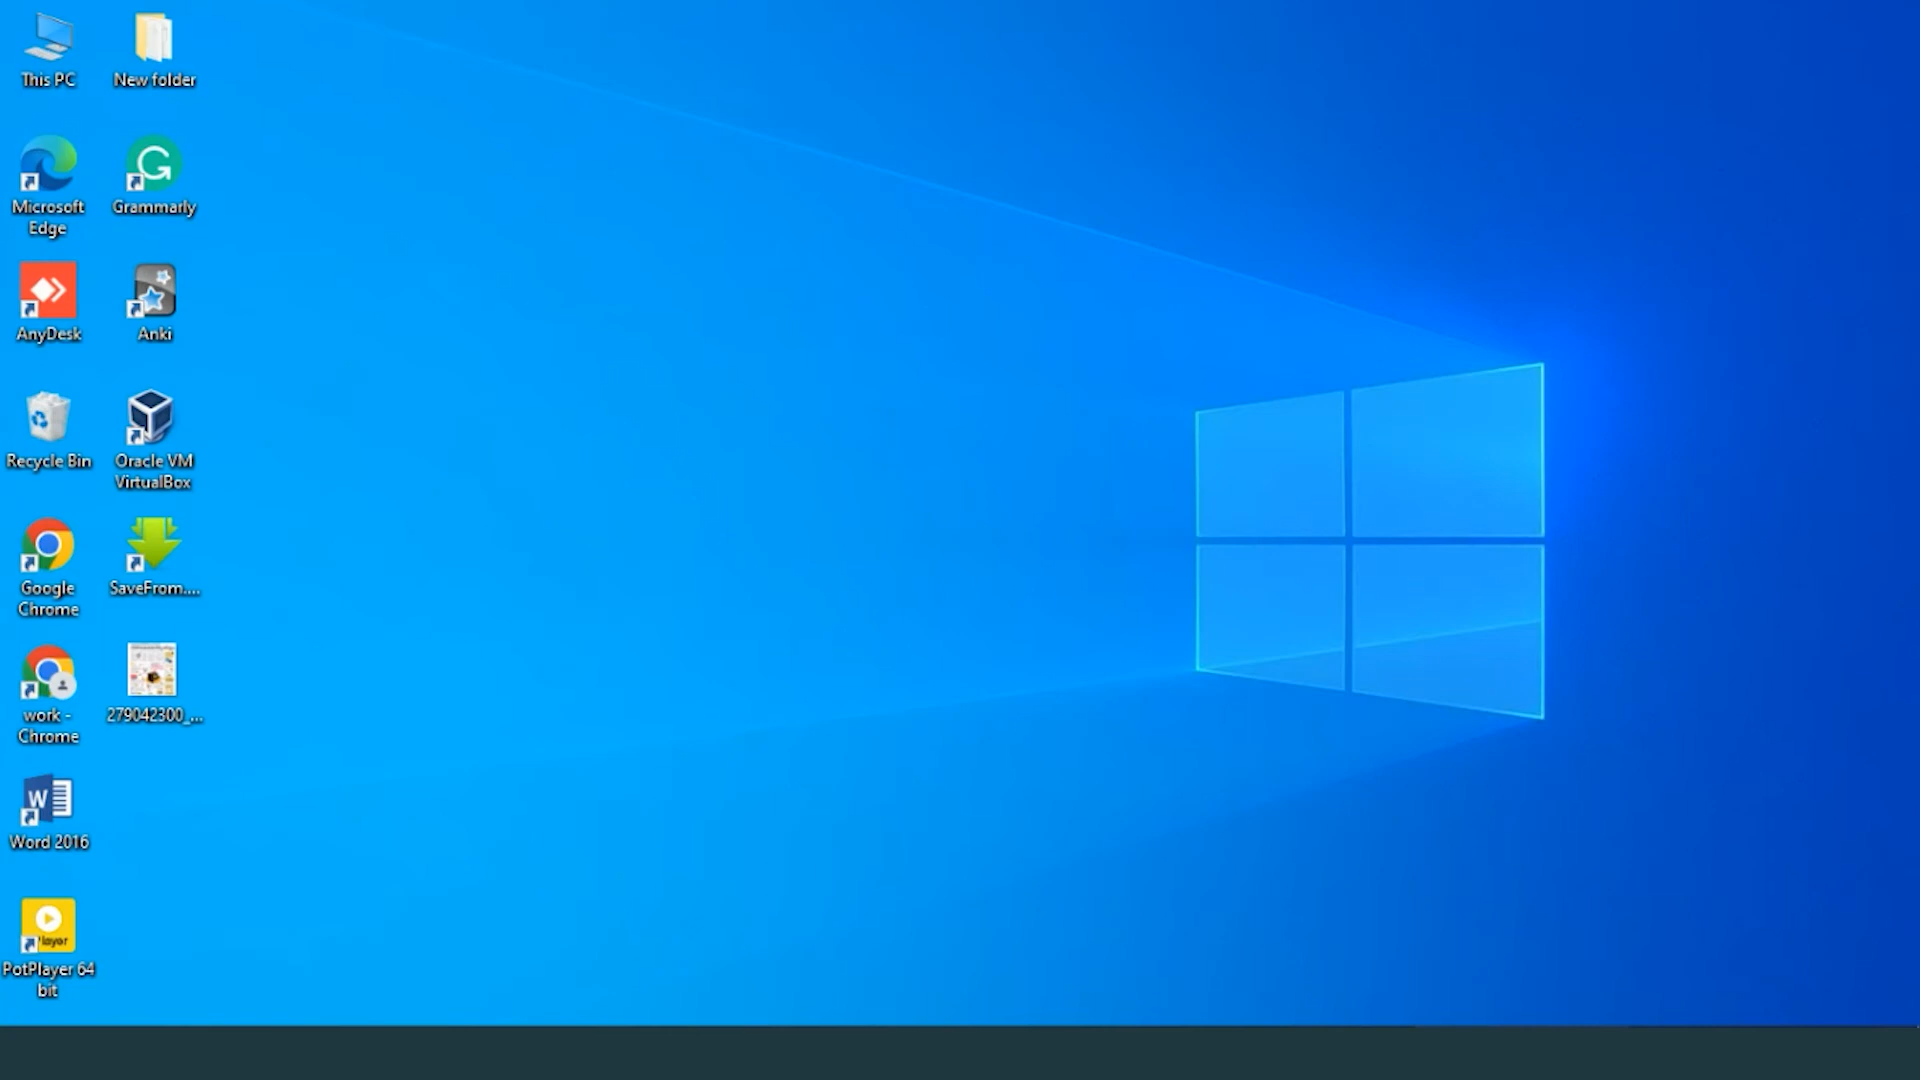 This PC
New folder
Microsoft
Edge
Grammarly
AnyDesk
Anki
Recycle Bin
Oracle VM
VirtualBox
Google
Chrome
SaveFrom....
work -
Chrome
279042300_...
W
Word 2016
layer
PotPlayer 64
bit